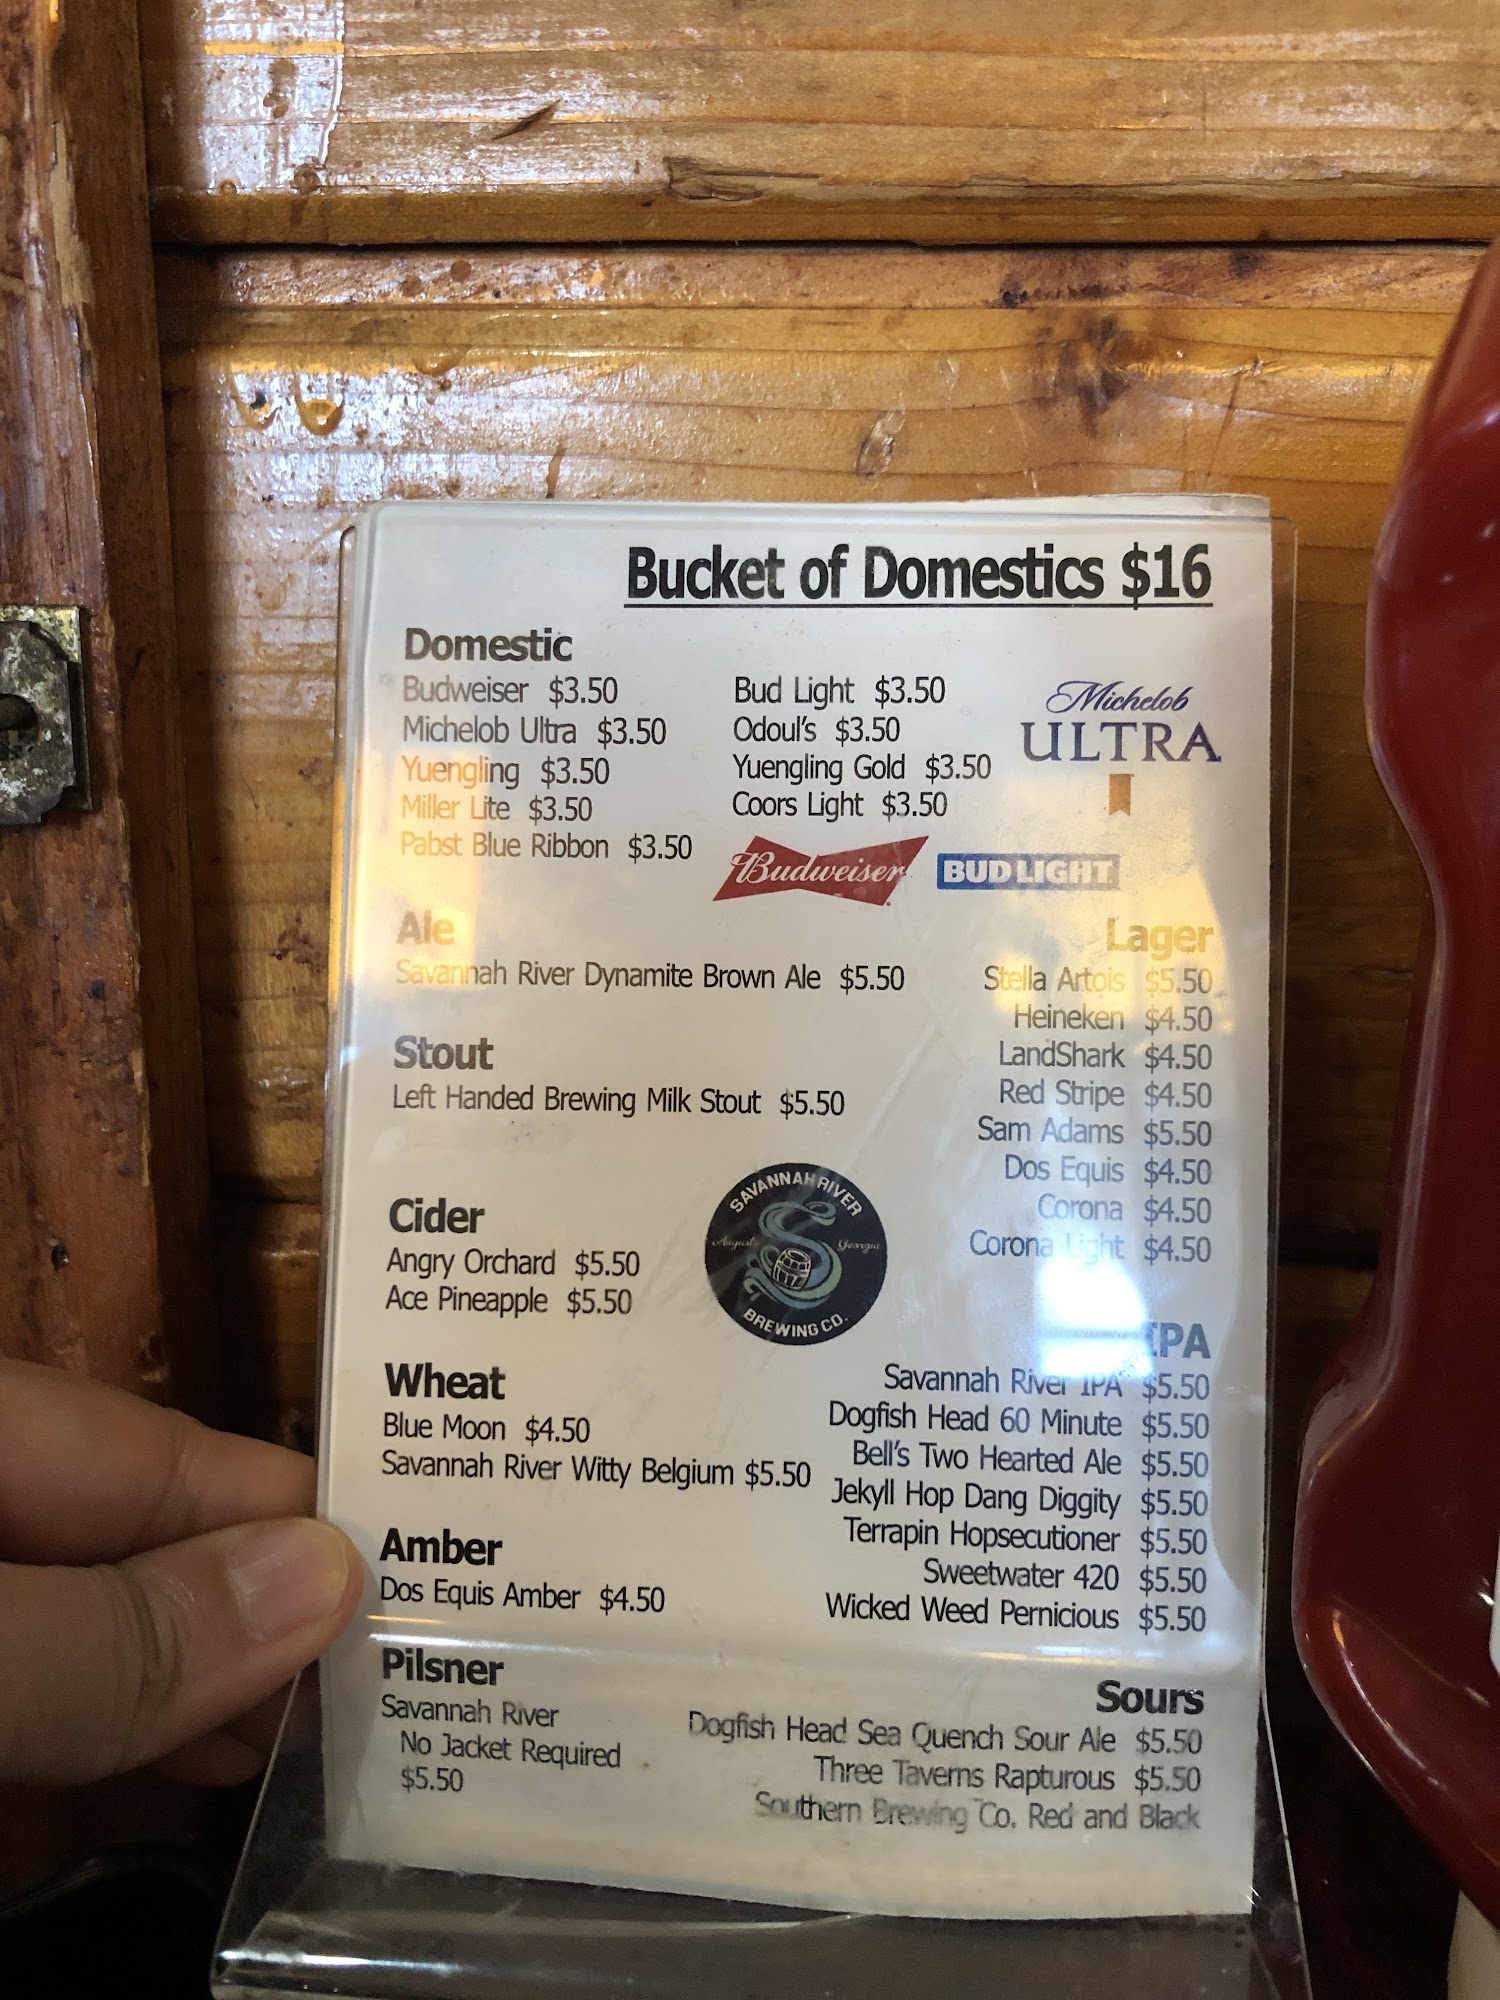 Bucket of Domestics $16
Domestic
Budweiser $3.50
Michelob Ultra $3.50
Yuengling $3.50
Miller Lite $3.50
Pabst Blue Ribbon $3.50
Bud Light $3.50
Odoul's $3.50
Yuengling Gold $3.50
Coors Light $3.50
Michelob
ULTRA
Budweiser
BUD LIGHT
Ale
Savannah River Dynamite Brown Ale $5.50
Stout
Left Handed Brewing Milk Stout $5.50
Cider
Angry Orchard $5.50
Ace Pineapple $5.50
SAVANNAH RIVER
Augusta Georgia
BREWING CO.
Wheat
Blue Moon $4.50
Savannah River Witty Belgium $5.50
Amber
Dos Equis Amber $4.50
Pilsner
Savannah River
No Jacket Required
$5.50
Lager
Stella Artois $5.50
Heineken $4.50
LandShark $4.50
Red Stripe $4.50
Sam Adams $5.50
Dos Equis $4.50
Corona $4.50
Corona Light $4.50
IPA
Savannah River IPA $5.50
Dogfish Head 60 Minute $5.50
Bell's Two Hearted Ale $5.50
Jekyll Hop Dang Diggity $5.50
Terrapin Hopsecutioner $5.50
Sweetwater 420 $5.50
Wicked Weed Pernicious $5.50
Sours
Dogfish Head Sea Quench Sour Ale $5.50
Three Taverns Rapturous $5.50
Southern Brewing Co. Red and Black